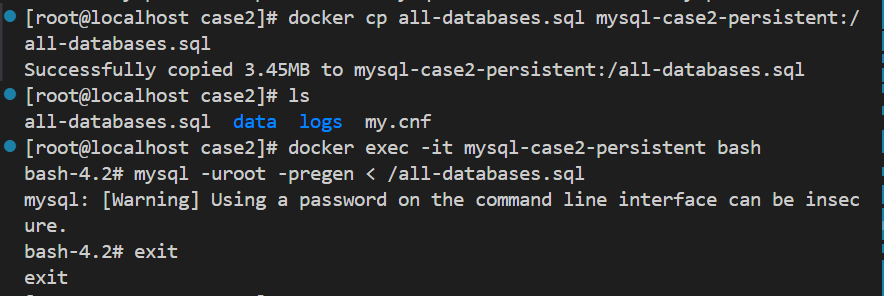 [root@localhost case2]# docker cp all-databases.sql mysql-case2-persistent:/
all-databases.sql
Successfully copied 3.45MB to mysql-case2-persistent:/all-databases.sql
[root@localhost case2]# ls
all-databases.sql  data  logs  my.cnf
[root@localhost case2]# docker exec -it mysql-case2-persistent bash
bash-4.2# mysql -uroot -pregen < /all-databases.sql
mysql: [Warning] Using a password on the command line interface can be insec
ure.
bash-4.2# exit
exit